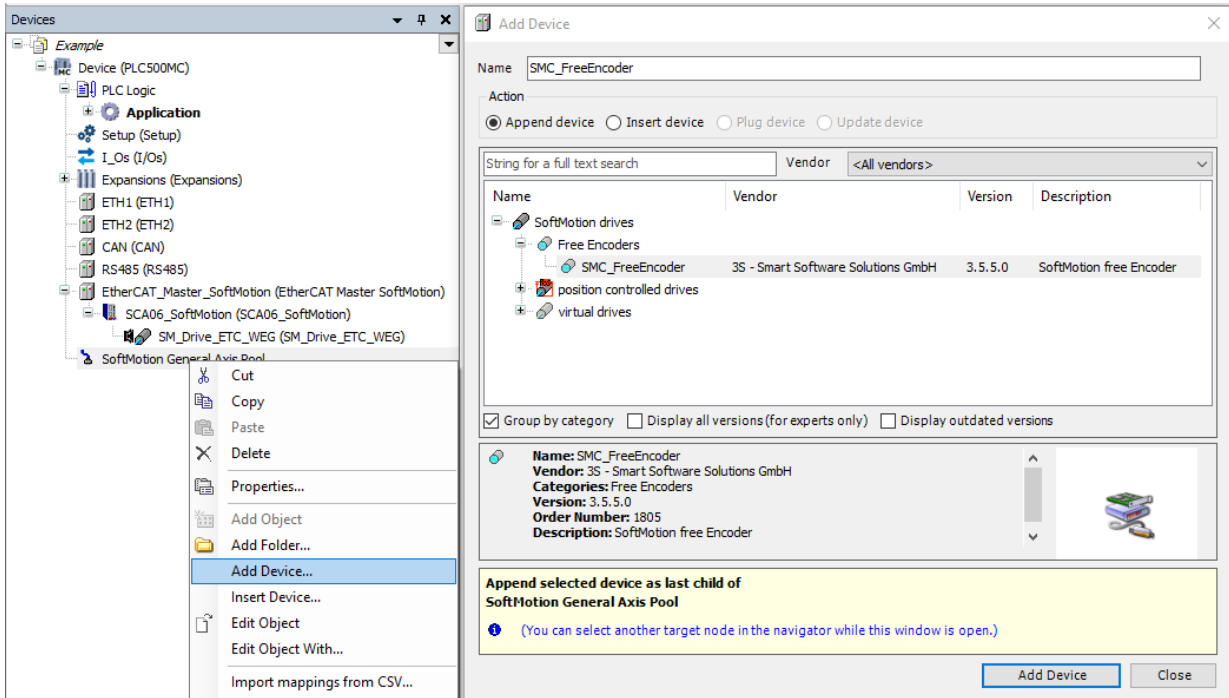 Devices
Example
Device (PLC500MC)
PLC Logic
Application
Setup (Setup)
I_Os (I/Os)
Expansions (Expansions)
ETH1 (ETH1)
ETH2 (ETH2)
CAN (CAN)
RS485 (RS485)
EtherCAT_Master_SoftMotion (EtherCAT Master SoftMotion)
SCA06_SoftMotion (SCA06_SoftMotion)
SM_Drive_ETC_WEG (SM_Drive_ETC_WEG)
SoftMotion General Axis Pool
Cut
Copy
Paste
Delete
Properties...
Add Object
Add Folder...
Add Device...
Insert Device...
Edit Object
Edit Object With...
Import mappings from CSV...
Add Device
Name SMC_FreeEncoder
Action
Append device Insert device Plug device Update device
String for a full text search Vendor <All vendors>
Name Vendor Version Description
SoftMotion drives
Free Encoders
SMC_FreeEncoder 3S - Smart Software Solutions GmbH 3.5.5.0 SoftMotion free Encoder
position controlled drives
virtual drives
Group by category Display all versions (for experts only) Display outdated versions
Name: SMC_FreeEncoder
Vendor: 3S - Smart Software Solutions GmbH
Categories: Free Encoders
Version: 3.5.5.0
Order Number: 1805
Description: SoftMotion free Encoder
Append selected device as last child of
SoftMotion General Axis Pool
(You can select another target node in the navigator while this window is open.)
Add Device Close